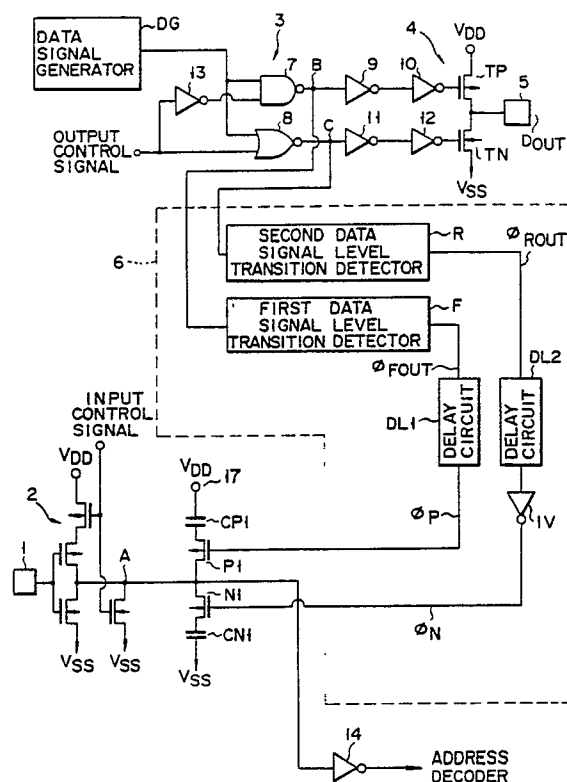 DATA
SIGNAL
GENERATOR
DG
3
4
VDD
13
7
B
9
10
TP
5
OUTPUT
CONTROL
SIGNAL
8
C
11
12
TN
DOUT
VSS
6
SECOND DATA
SIGNAL LEVEL
TRANSITION DETECTOR
R
øROUT
FIRST DATA
SIGNAL LEVEL
TRANSITION DETECTOR
F
øFOUT
DL1
DELAY
CIRCUIT
DL2
DELAY
CIRCUIT
INPUT
CONTROL
SIGNAL
VDD
VDD
17
2
CP1
øP
IV
1
A
P1
N1
øN
CN1
VSS
VSS
VSS
14
ADDRESS
DECODER